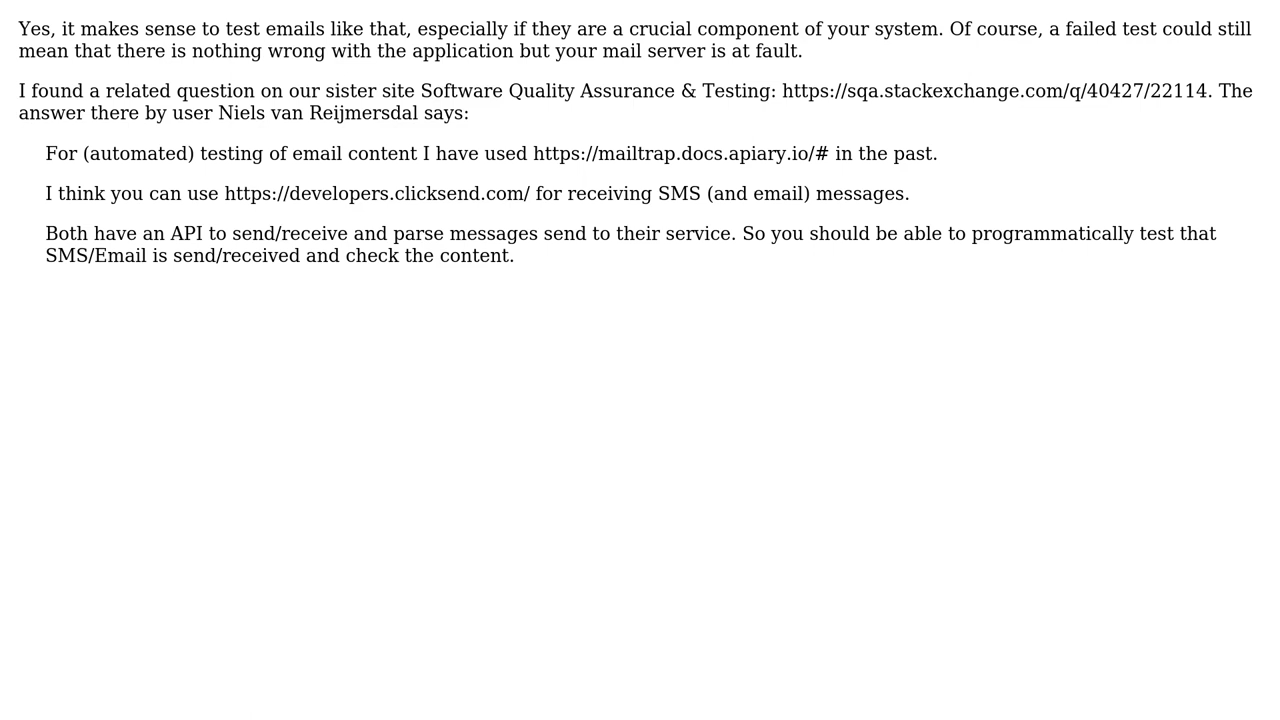 Yes, it makes sense to test emails like that, especially if they are a crucial component of your system. Of course, a failed test could still
mean that there is nothing wrong with the application but your mail server is at fault.
I found a related question on our sister site Software Quality Assurance & Testing: https://sqa.stackexchange.com/q/40427/22114. The
answer there by user Niels van Reijmersdal says:
For (automated) testing of email content I have used https://mailtrap.docs.apiary.io/# in the past.
I think you can use https://developers.clicksend.com/ for receiving SMS (and email) messages.
Both have an API to send/receive and parse messages send to their service. So you should be able to programmatically test that
SMS/Email is send/received and check the content.